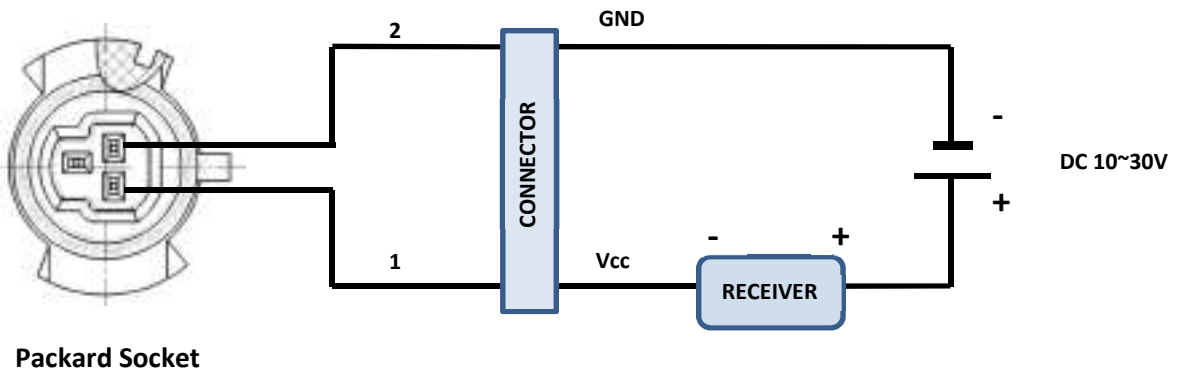 GND
2
CONNECTOR
-
DC 10~30V
+
- +
1
Vcc
RECEIVER
Packard Socket